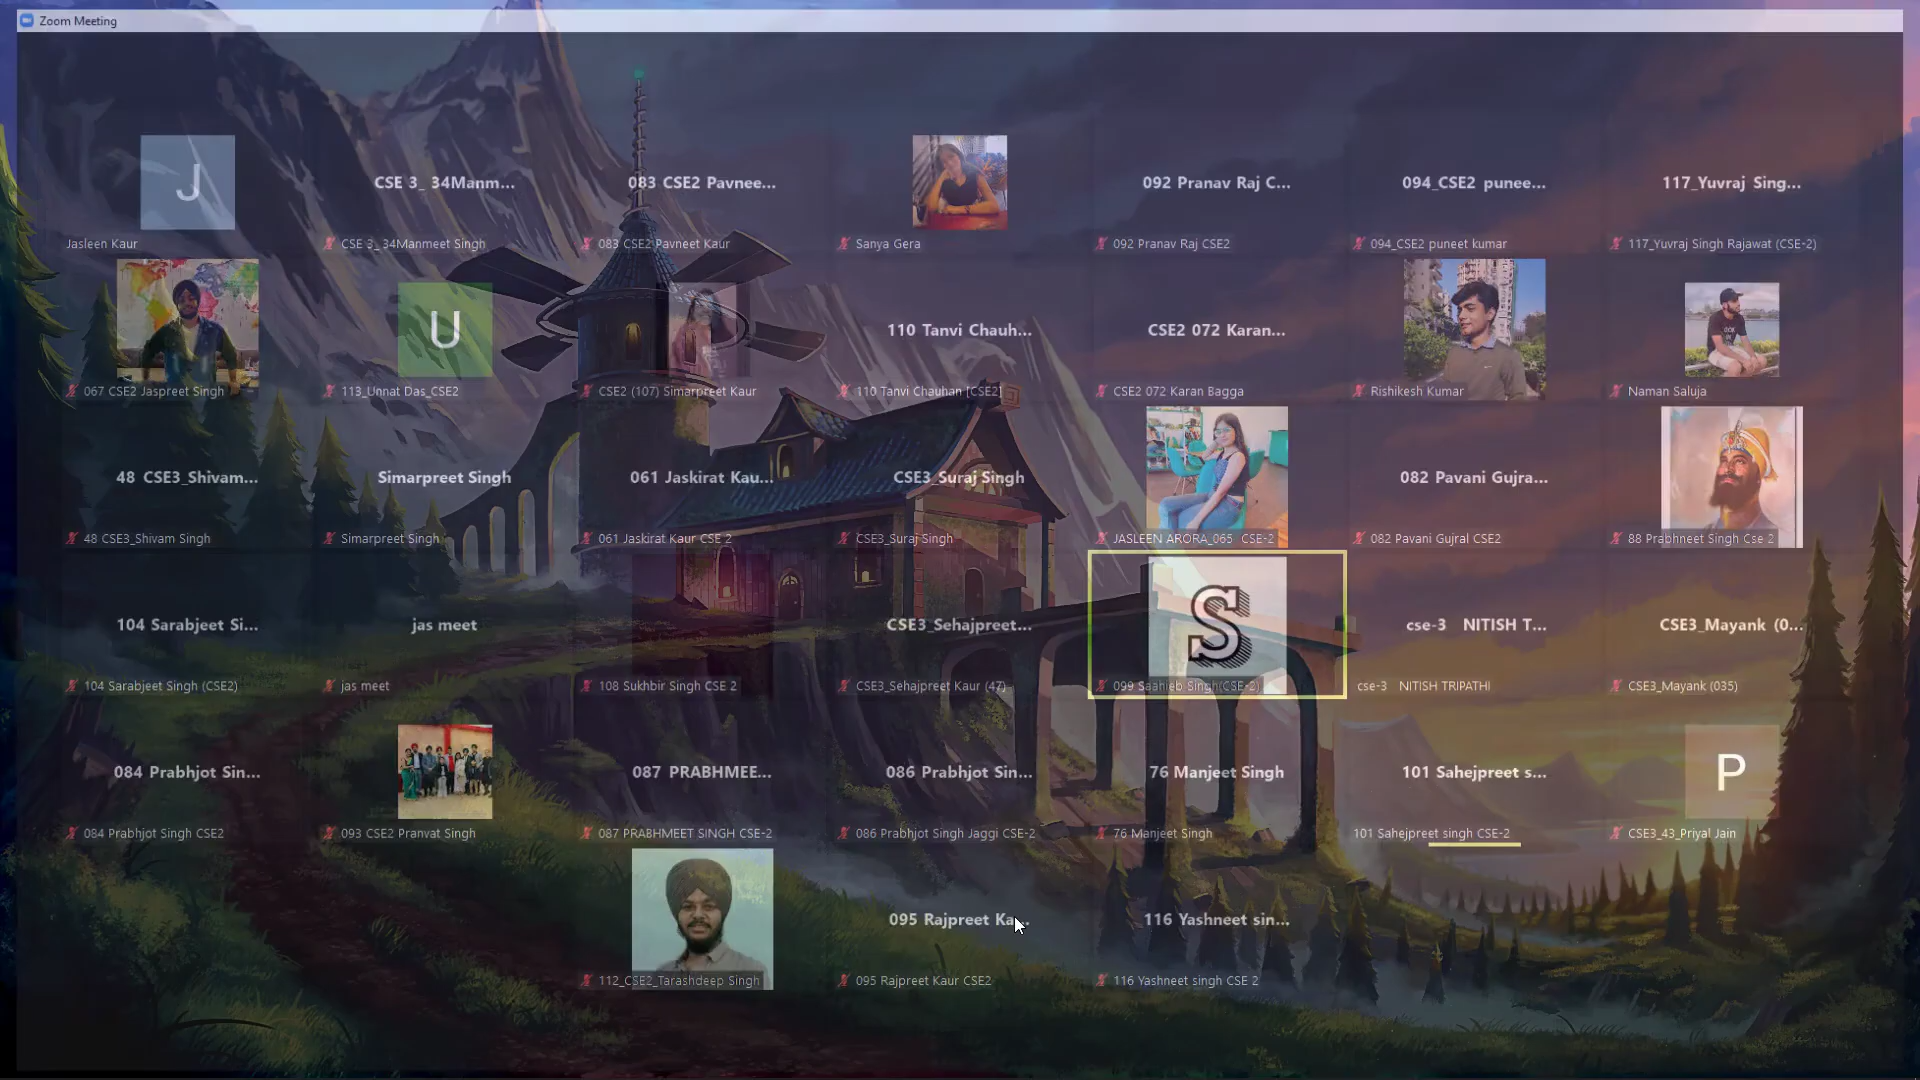 Zoom Meeting
J
CSE 3_ 34Manm...
083 CSE2 Pavnee...
092 Pranav Raj C...
094_CSE2 punee...
117_Yuvraj Sing...
Jasleen Kaur
CSE 3_ 34Manmeet Singh
083 CSE2 Pavneet Kaur
Sanya Gera
092 Pranav Raj CSE2
094_CSE2 puneet kumar
117_Yuvraj Singh Rajawat (CSE-2)
U
110 Tanvi Chauh...
CSE2 072 Karan...
067 CSE2 Jaspreet Singh
113_Unnat Das_CSE2
CSE2 (107) Simarpreet Kaur
110 Tanvi Chauhan [CSE2]
CSE2 072 Karan Bagga
Rishikesh Kumar
Naman Saluja
48 CSE3_Shivam...
Simarpreet Singh
061 Jaskirat Kau...
CSE3_Suraj Singh
082 Pavani Gujra...
48 CSE3_Shivam Singh
Simarpreet Singh
061 Jaskirat Kaur CSE 2
CSE3_Suraj Singh
JASLEEN ARORA_065 CSE-2
082 Pavani Gujral CSE2
88 Prabhneet Singh Cse 2
104 Sarabjeet Si...
jas meet
CSE3_Sehajpreet...
S
cse-3 NITISH T...
CSE3_Mayank (0...
104 Sarabjeet Singh (CSE2)
jas meet
108 Sukhbir Singh CSE 2
CSE3_Sehajpreet Kaur (47)
099 Saahieb Singh(CSE-2)
cse-3 NITISH TRIPATHI
CSE3_Mayank (035)
084 Prabhjot Sin...
087 PRABHMEE...
086 Prabhjot Sin...
76 Manjeet Singh
101 Sahejpreet s...
P
084 Prabhjot Singh CSE2
093 CSE2 Pranvat Singh
087 PRABHMEET SINGH CSE-2
086 Prabhjot Singh Jaggi CSE-2
76 Manjeet Singh
101 Sahejpreet singh CSE-2
CSE3_43_Priyal Jain
095 Rajpreet Ka...
116 Yashneet sin...
112_CSE2_Tarashdeep Singh
095 Rajpreet Kaur CSE2
116 Yashneet singh CSE 2